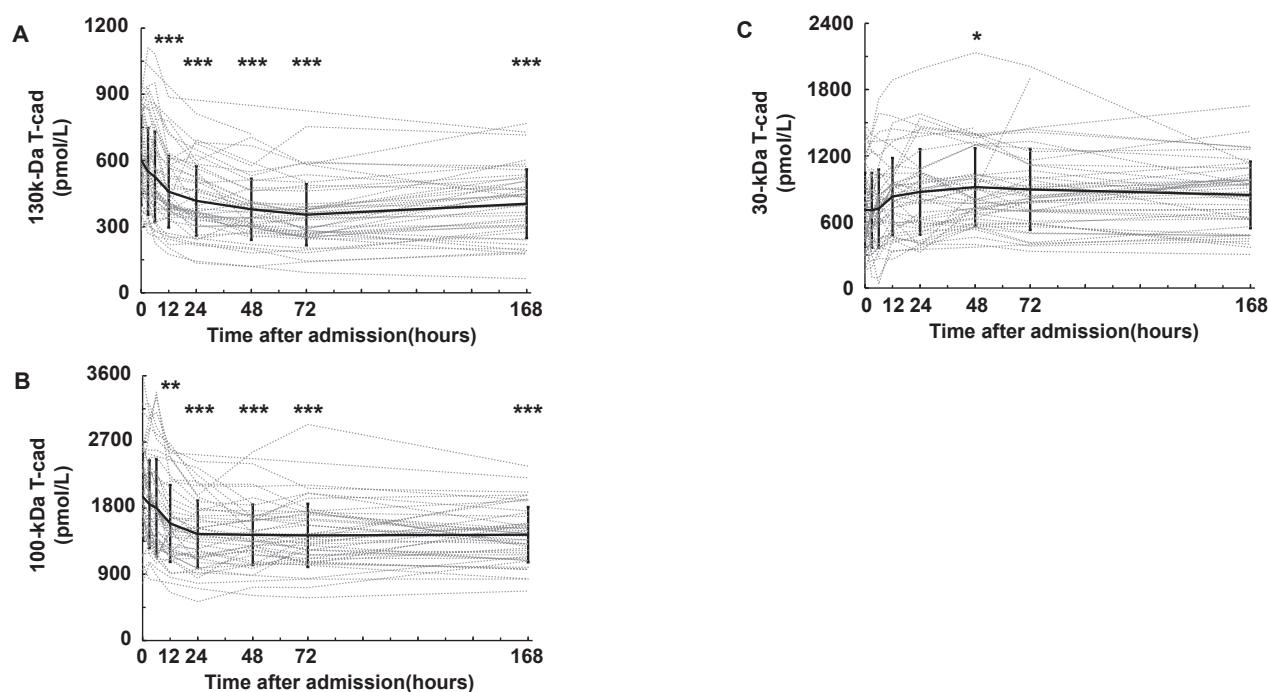 A
130k-Da T-cad
(pmol/L)
1200
900
600
300
0
***
*** *** *** ***
0 12 24 48 72 168
Time after admission(hours)
B
100-kDa T-cad
(pmol/L)
3600
2700
1800
900
0
**
*** *** *** ***
0 12 24 48 72 168
Time after admission(hours)
C
30-kDa T-cad
(pmol/L)
2400
1800
1200
600
0
*
0 12 24 48 72 168
Time after admission(hours)